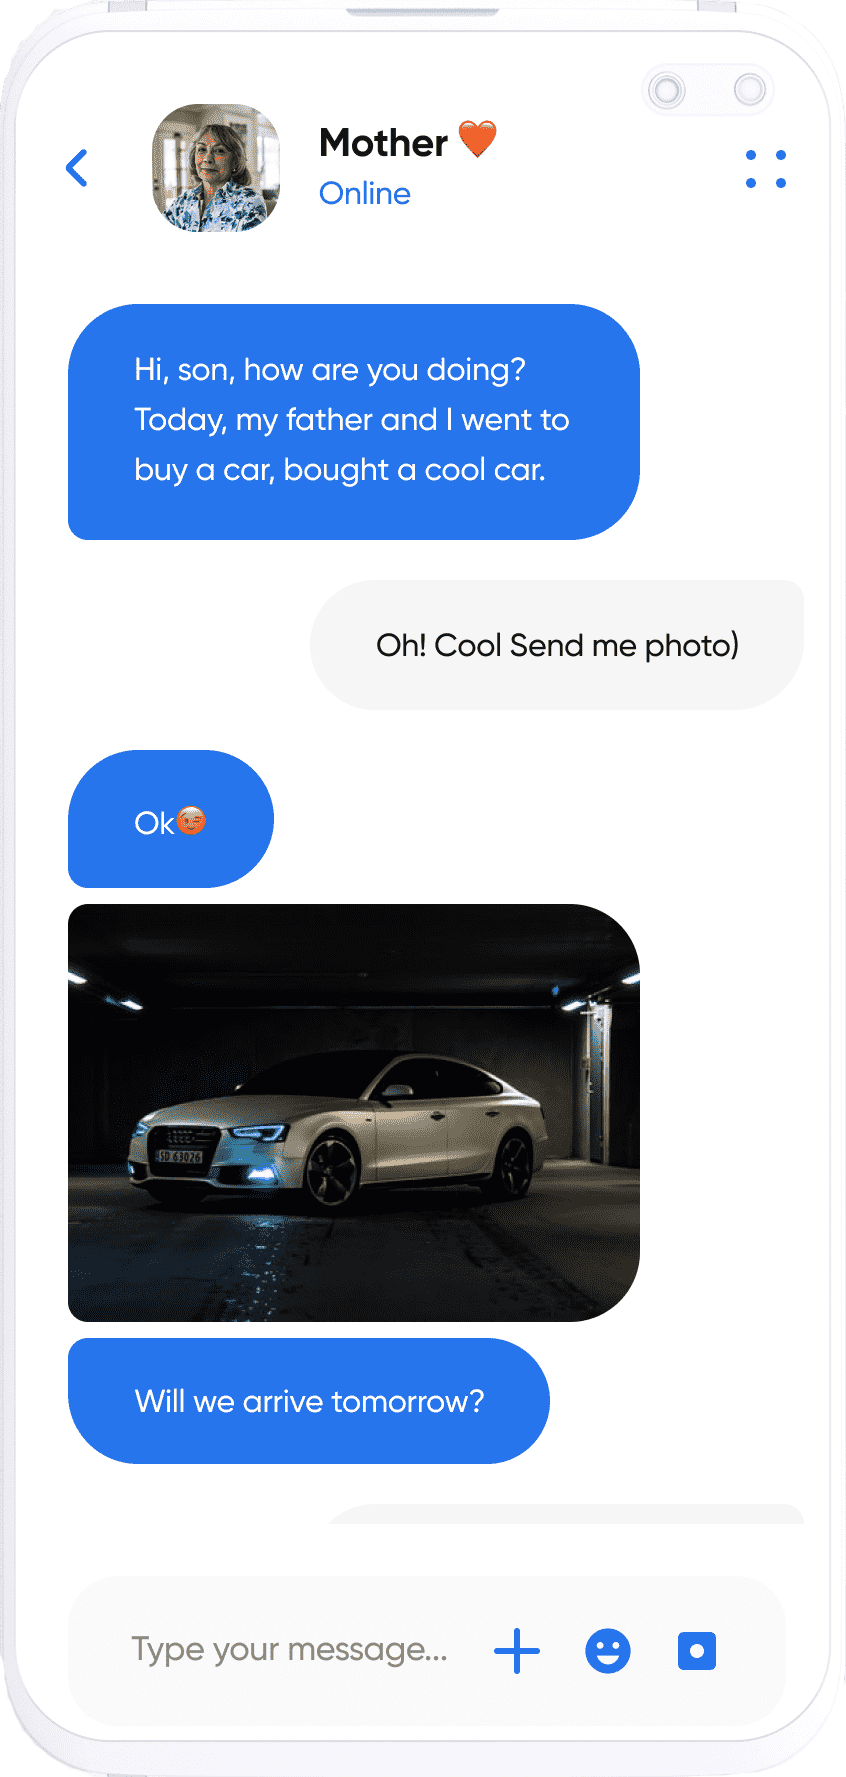 Mother ❤️
Online
Hi, son, how are you doing?
Today, my father and I went to
buy a car, bought a cool car.
Oh! Cool Send me photo)
Ok😉
SD 63026
Will we arrive tomorrow?
Type your message...